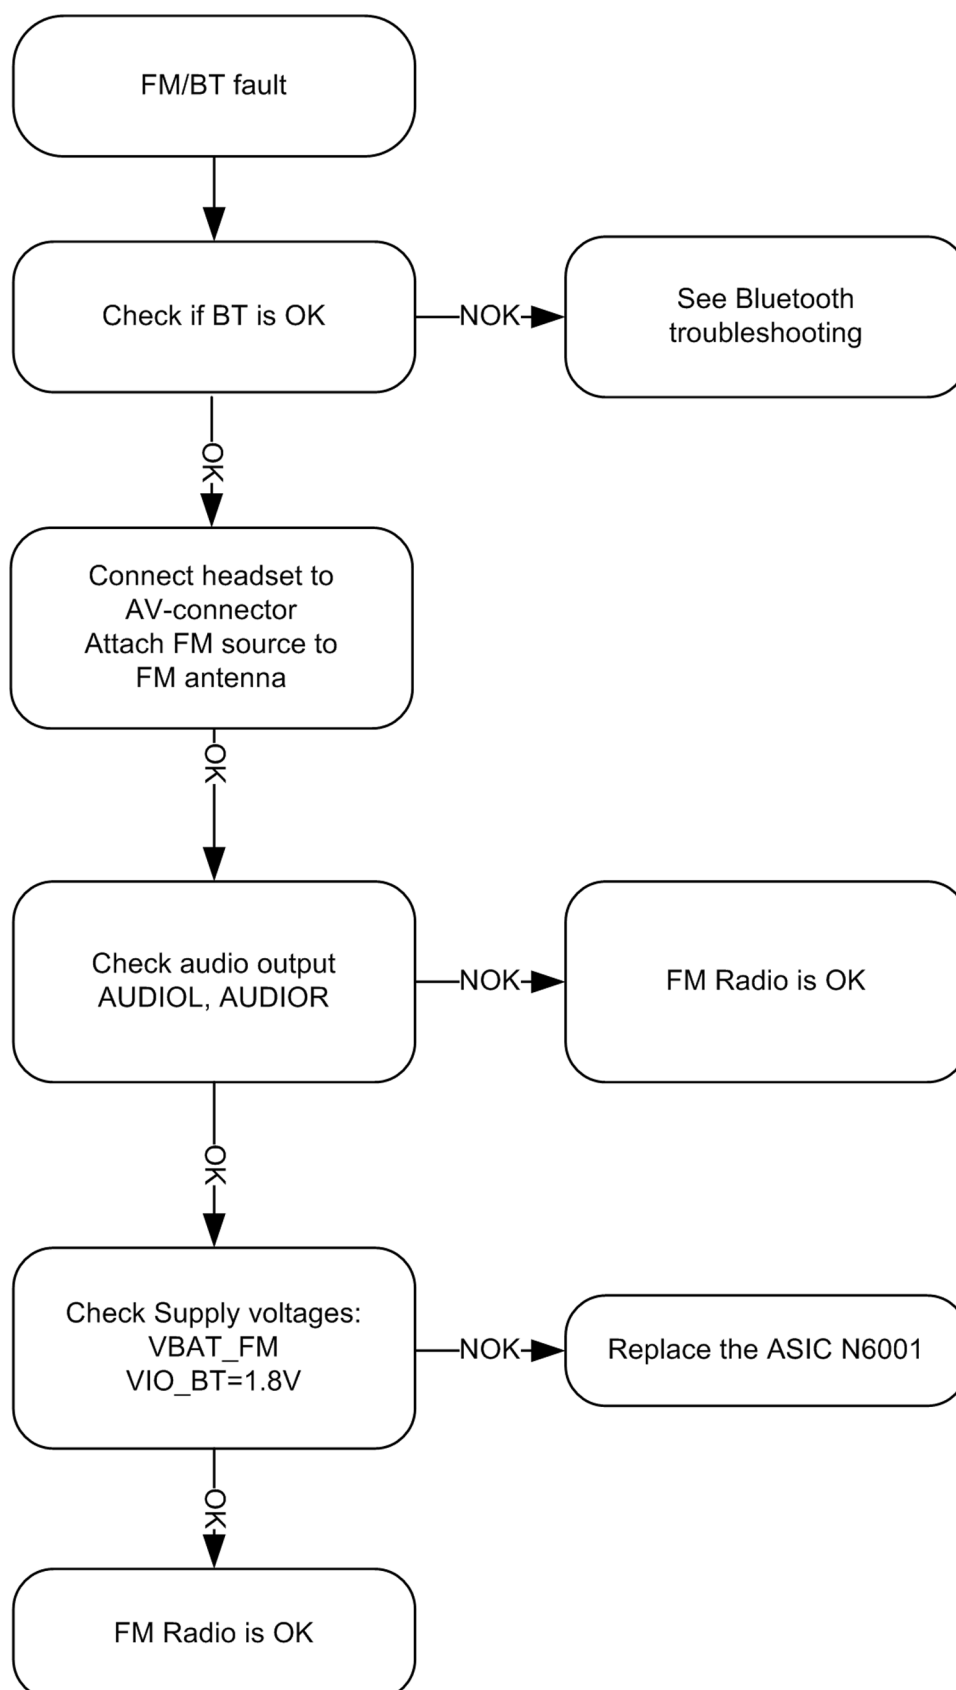 FM/BT fault
Check if BT is OK
NOK
See Bluetooth
troubleshooting
OK
Connect headset to
AV-connector
Attach FM source to
FM antenna
OK
Check audio output
AUDIOL, AUDIOR
NOK
FM Radio is OK
OK
Check Supply voltages:
VBAT_FM
VIO_BT=1.8V
NOK
Replace the ASIC N6001
OK
FM Radio is OK